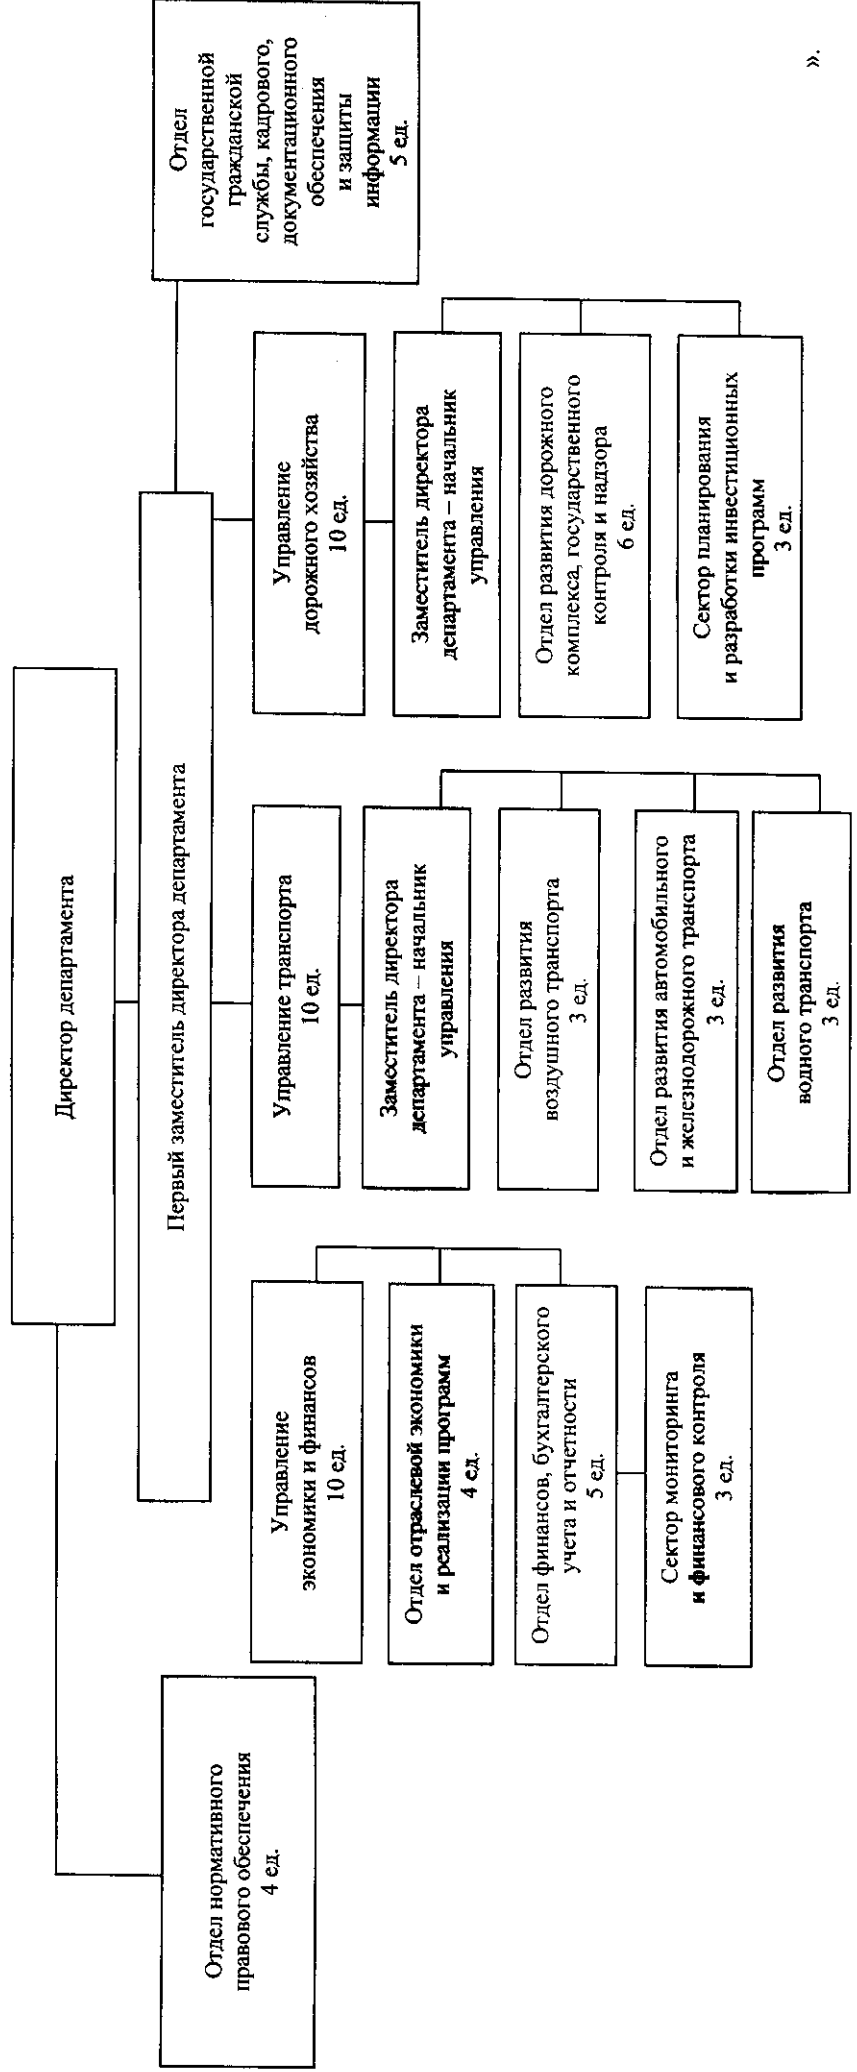 Директор департамента
Первый заместитель директора департамента
Отдел нормативного
правового обеспечения
4 ед.
Управление
экономики и финансов
10 ед.
Отдел отраслевой экономики
и реализации программ
4 ед.
Отдел финансов, бухгалтерского
учета и отчетности
5 ед.
Сектор мониторинга
и финансового контроля
3 ед.
Управление транспорта
10 ед.
Заместитель директора
департамента – начальник
управления
Отдел развития
воздушного транспорта
3 ед.
Отдел развития автомобильного
и железнодорожного транспорта
3 ед.
Отдел развития
водного транспорта
3 ед.
Управление
дорожного хозяйства
10 ед.
Заместитель директора
департамента – начальник
управления
Отдел развития дорожного
комплекса, государственного
контроля и надзора
6 ед.
Сектор планирования
и разработки инвестиционных
программ
3 ед.
Отдел
государственной
гражданской
службы, кадрового,
документационного
обеспечения
и защиты
информации
5 ед.
».